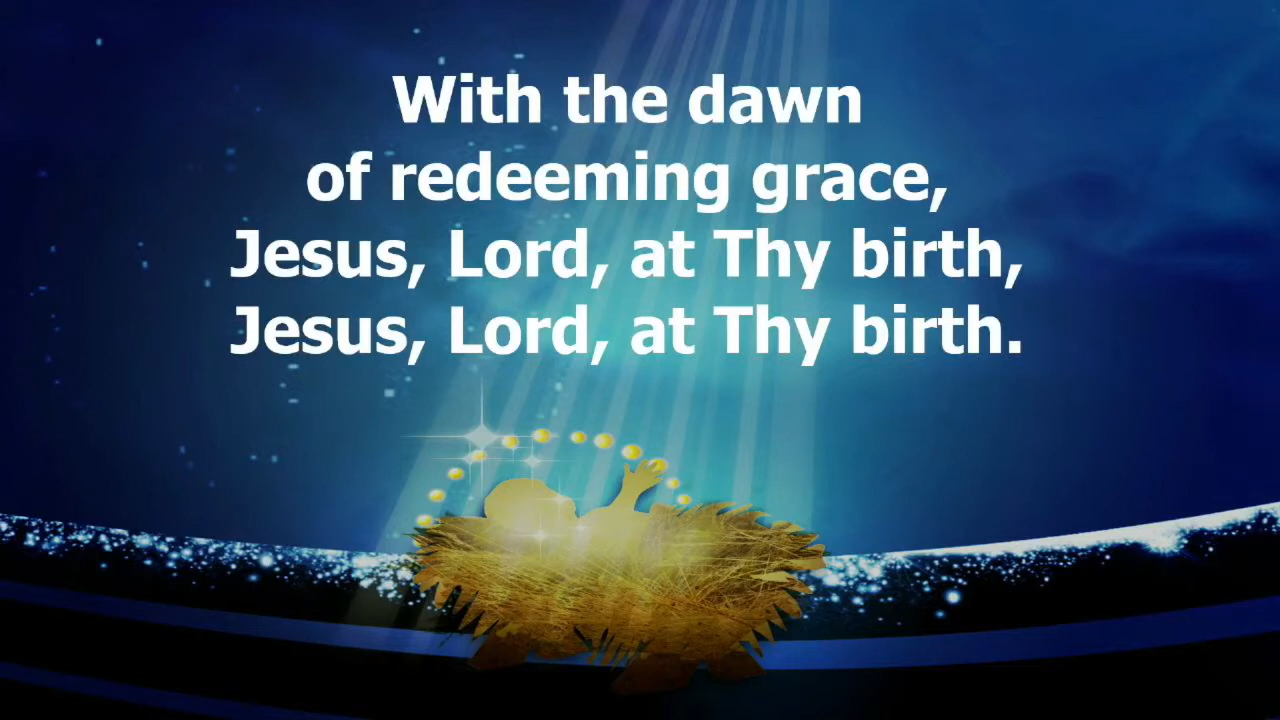 With the dawn
of redeeming grace,
Jesus, Lord, at Thy birth,
Jesus, Lord, at Thy birth.